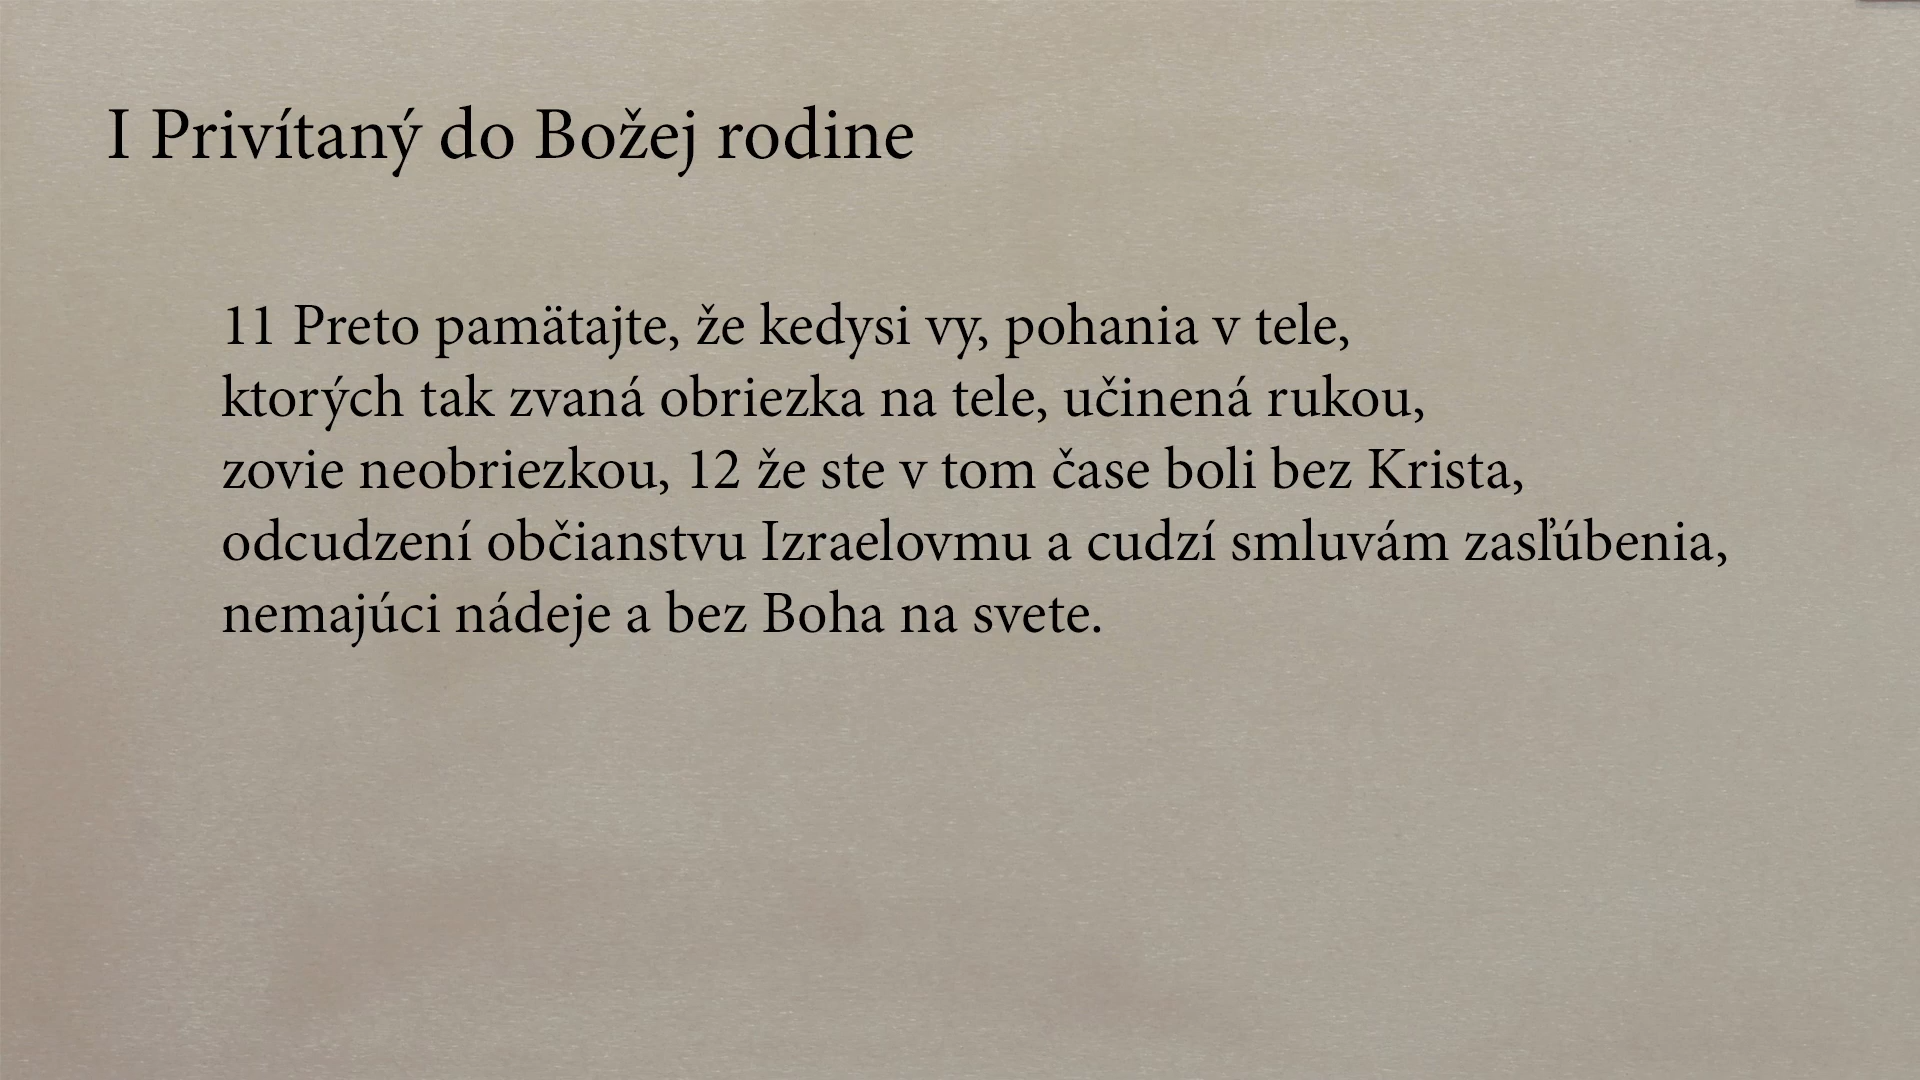 I Privítaný do Božej rodine
11 Preto pamätajte, že kedysi vy, pohania v tele,
ktorých tak zvaná obriezka na tele, učinená rukou,
zovie neobriezkou, 12 že ste v tom čase boli bez Krista,
odcudzení občianstvu Izraelovmu a cudzí smluvám zasľúbenia,
nemajúci nádeje a bez Boha na svete.